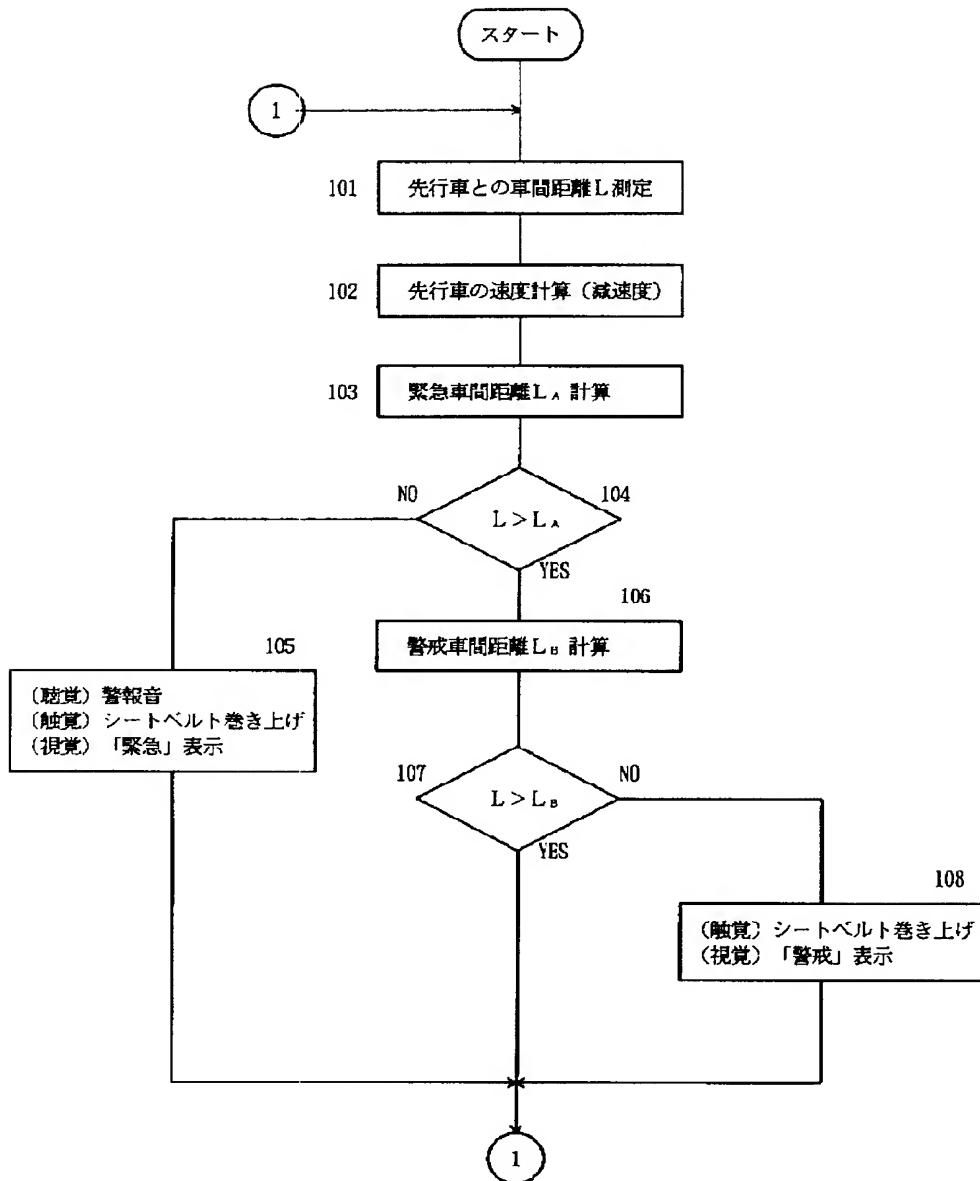 スタート
1
101
先行車との車間距離L測定
102
先行車の速度計算（減速度）
103
緊急車間距離LA 計算
NO
104
L＞LA
YES
106
警戒車間距離LB 計算
105
（聴覚）警報音
（触覚）シートベルト巻き上げ
（視覚）「緊急」表示
107
NO
L＞LB
YES
108
（触覚）シートベルト巻き上げ
（視覚）「警戒」表示
1